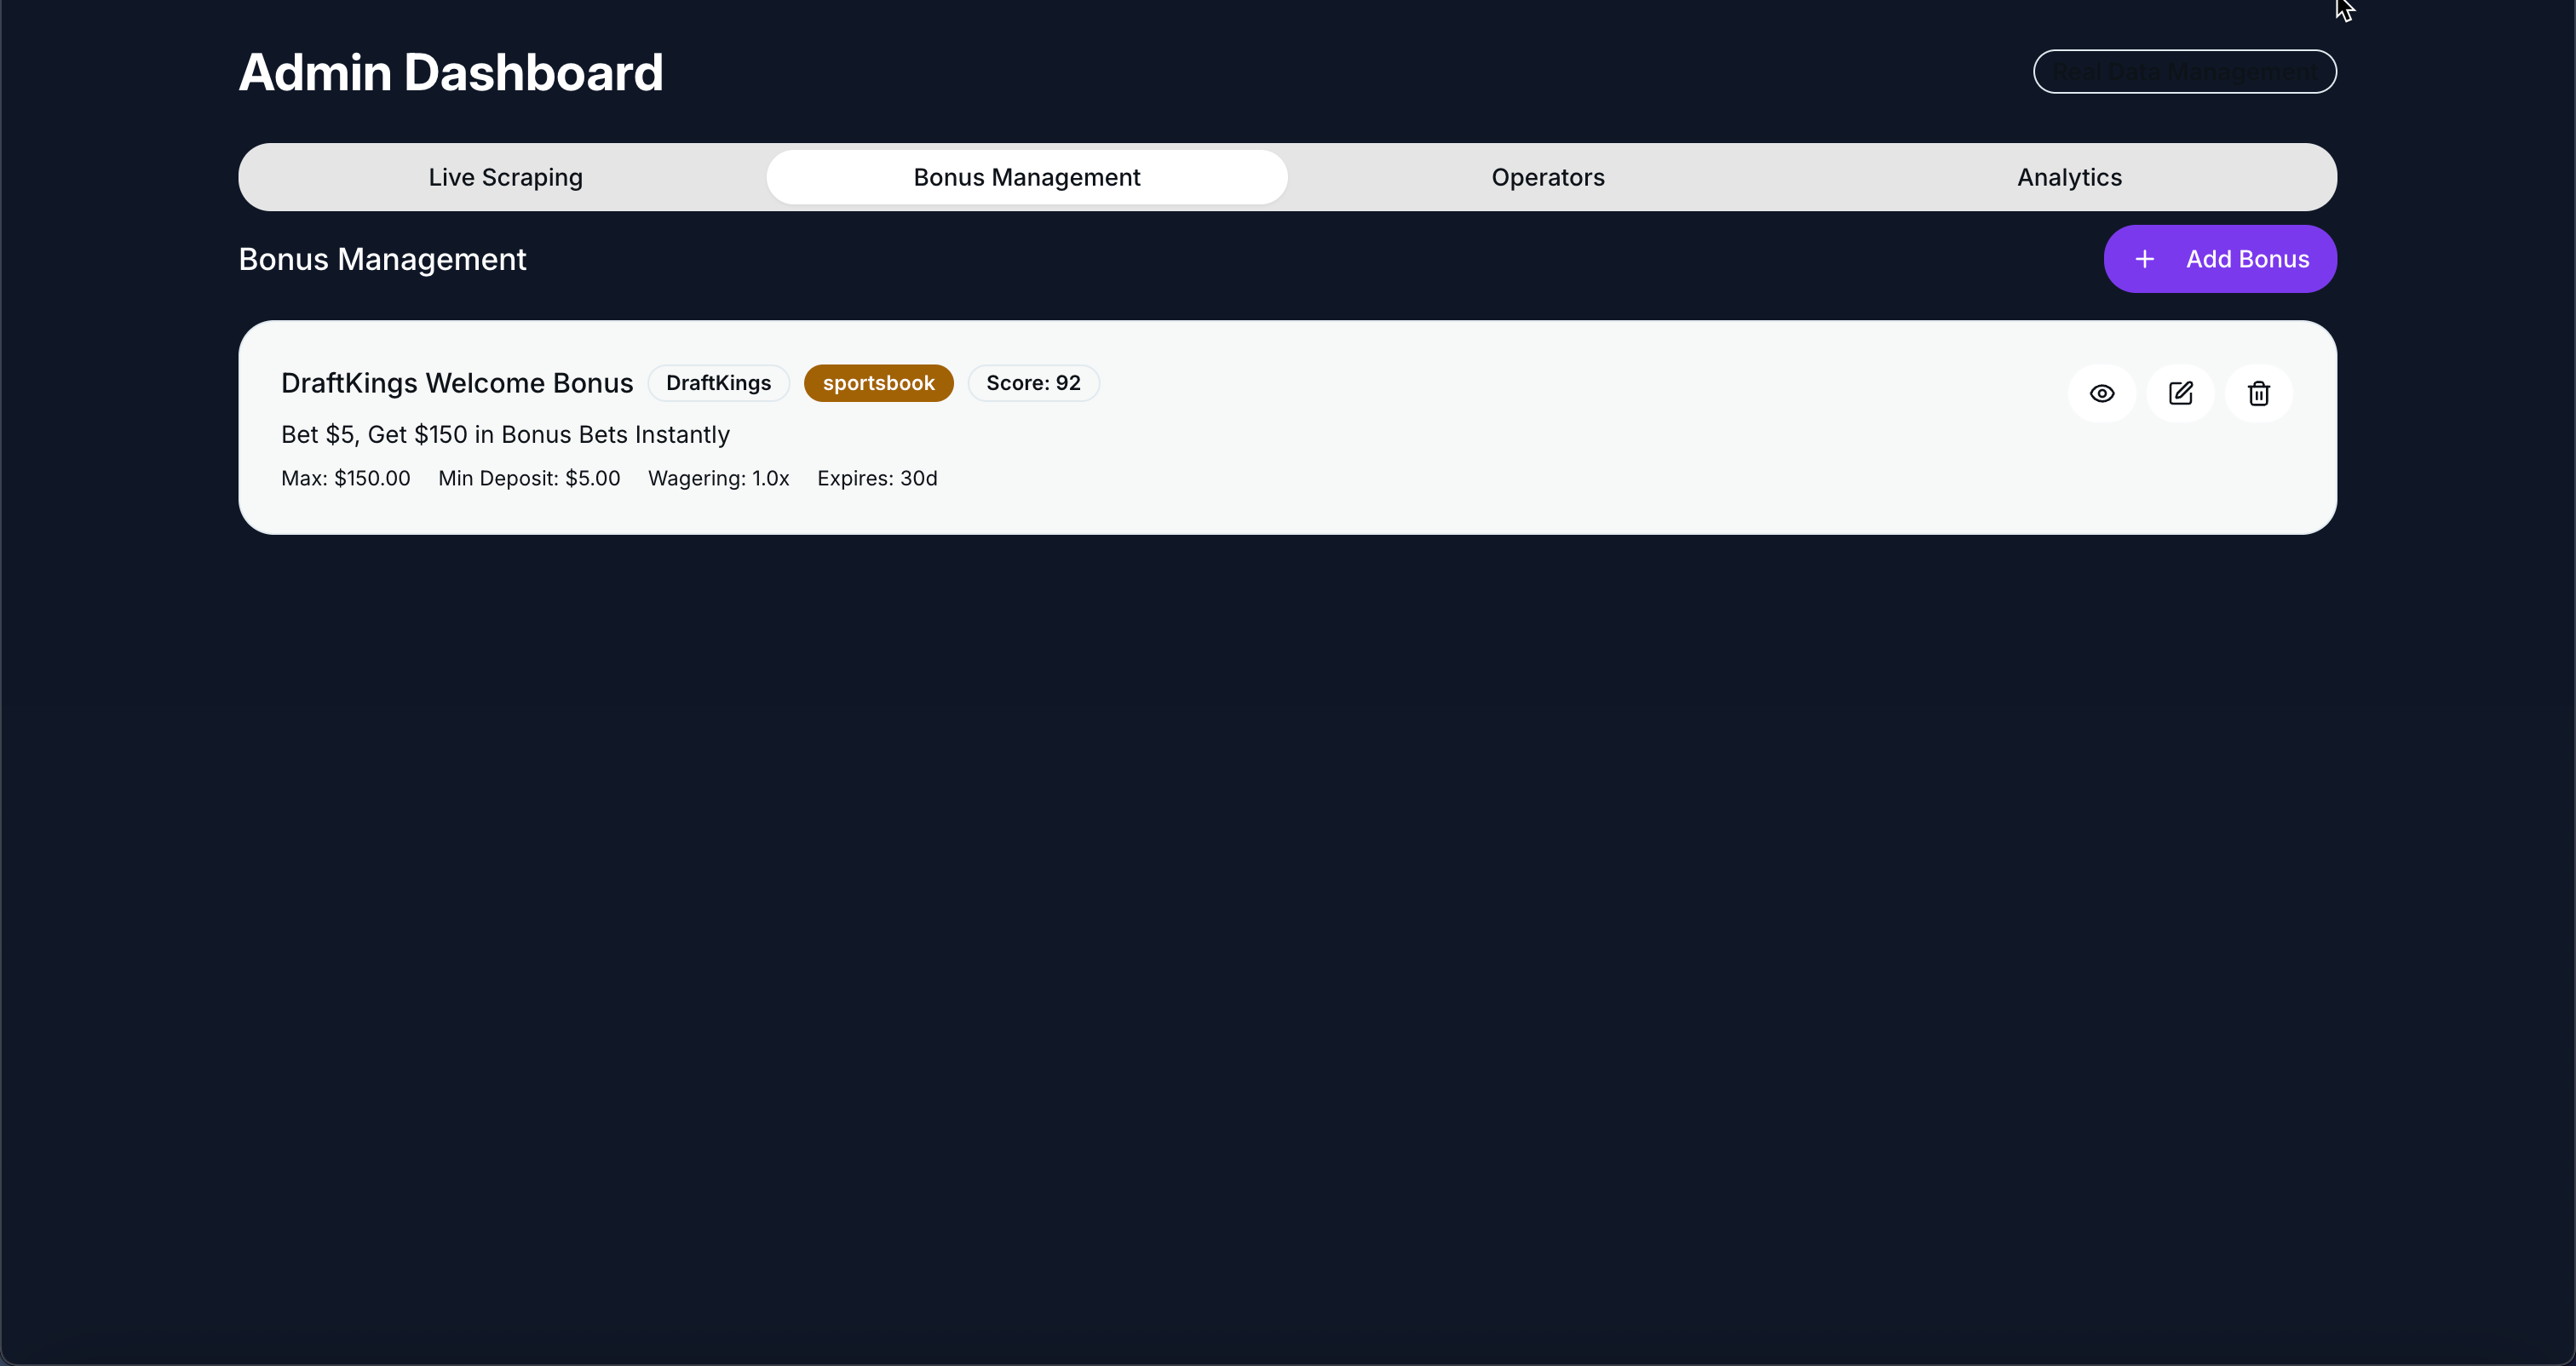 Admin Dashboard
Real Data Management
Live Scraping
Bonus Management
Operators
Analytics
Bonus Management
Add Bonus
DraftKings Welcome Bonus DraftKings sportsbook Score: 92
Bet $5, Get $150 in Bonus Bets Instantly
Max: $150.00 Min Deposit: $5.00 Wagering: 1.0x Expires: 30d